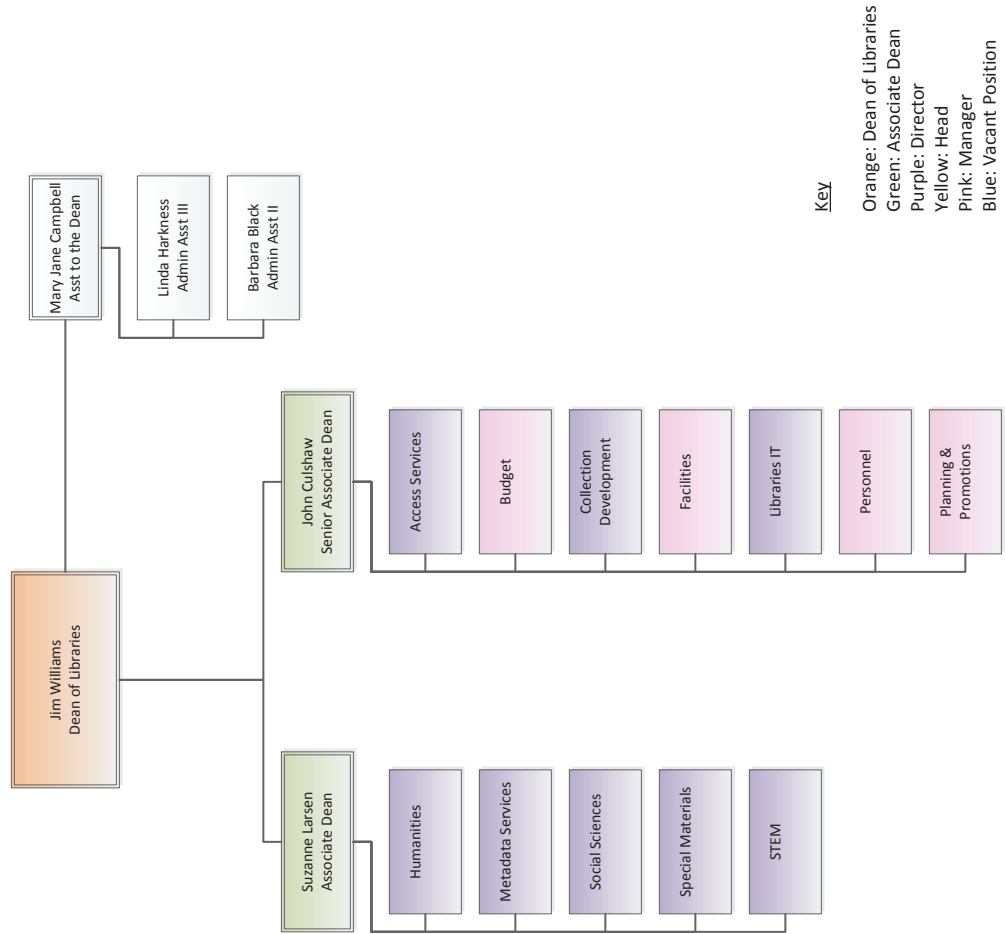 Jim Williams
Dean of Libraries
Mary Jane Campbell
Asst to the Dean
Linda Harkness
Admin Asst III
Barbara Black
Admin Asst II
Suzanne Larsen
Associate Dean
Humanities
Metadata Services
Social Sciences
Special Materials
STEM
John Culshaw
Senior Associate Dean
Access Services
Budget
Collection
Development
Facilities
Libraries IT
Personnel
Planning &
Promotions
Key
Orange: Dean of Libraries
Green: Associate Dean
Purple: Director
Yellow: Head
Pink: Manager
Blue: Vacant Position